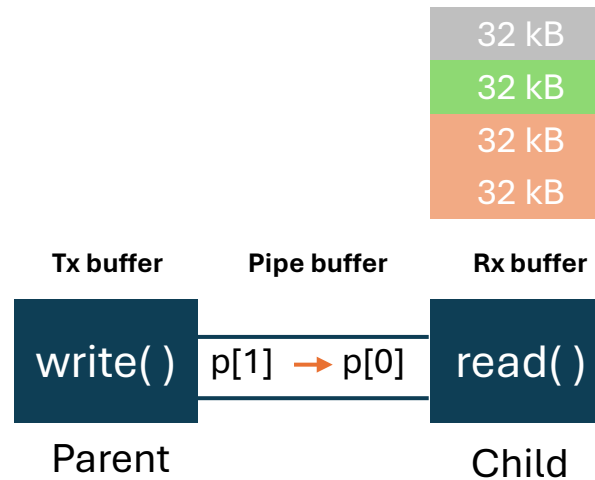 32 kB
32 kB
32 kB
32 kB
Tx buffer Pipe buffer Rx buffer
write( ) p[1] → p[0] read( )
Parent Child